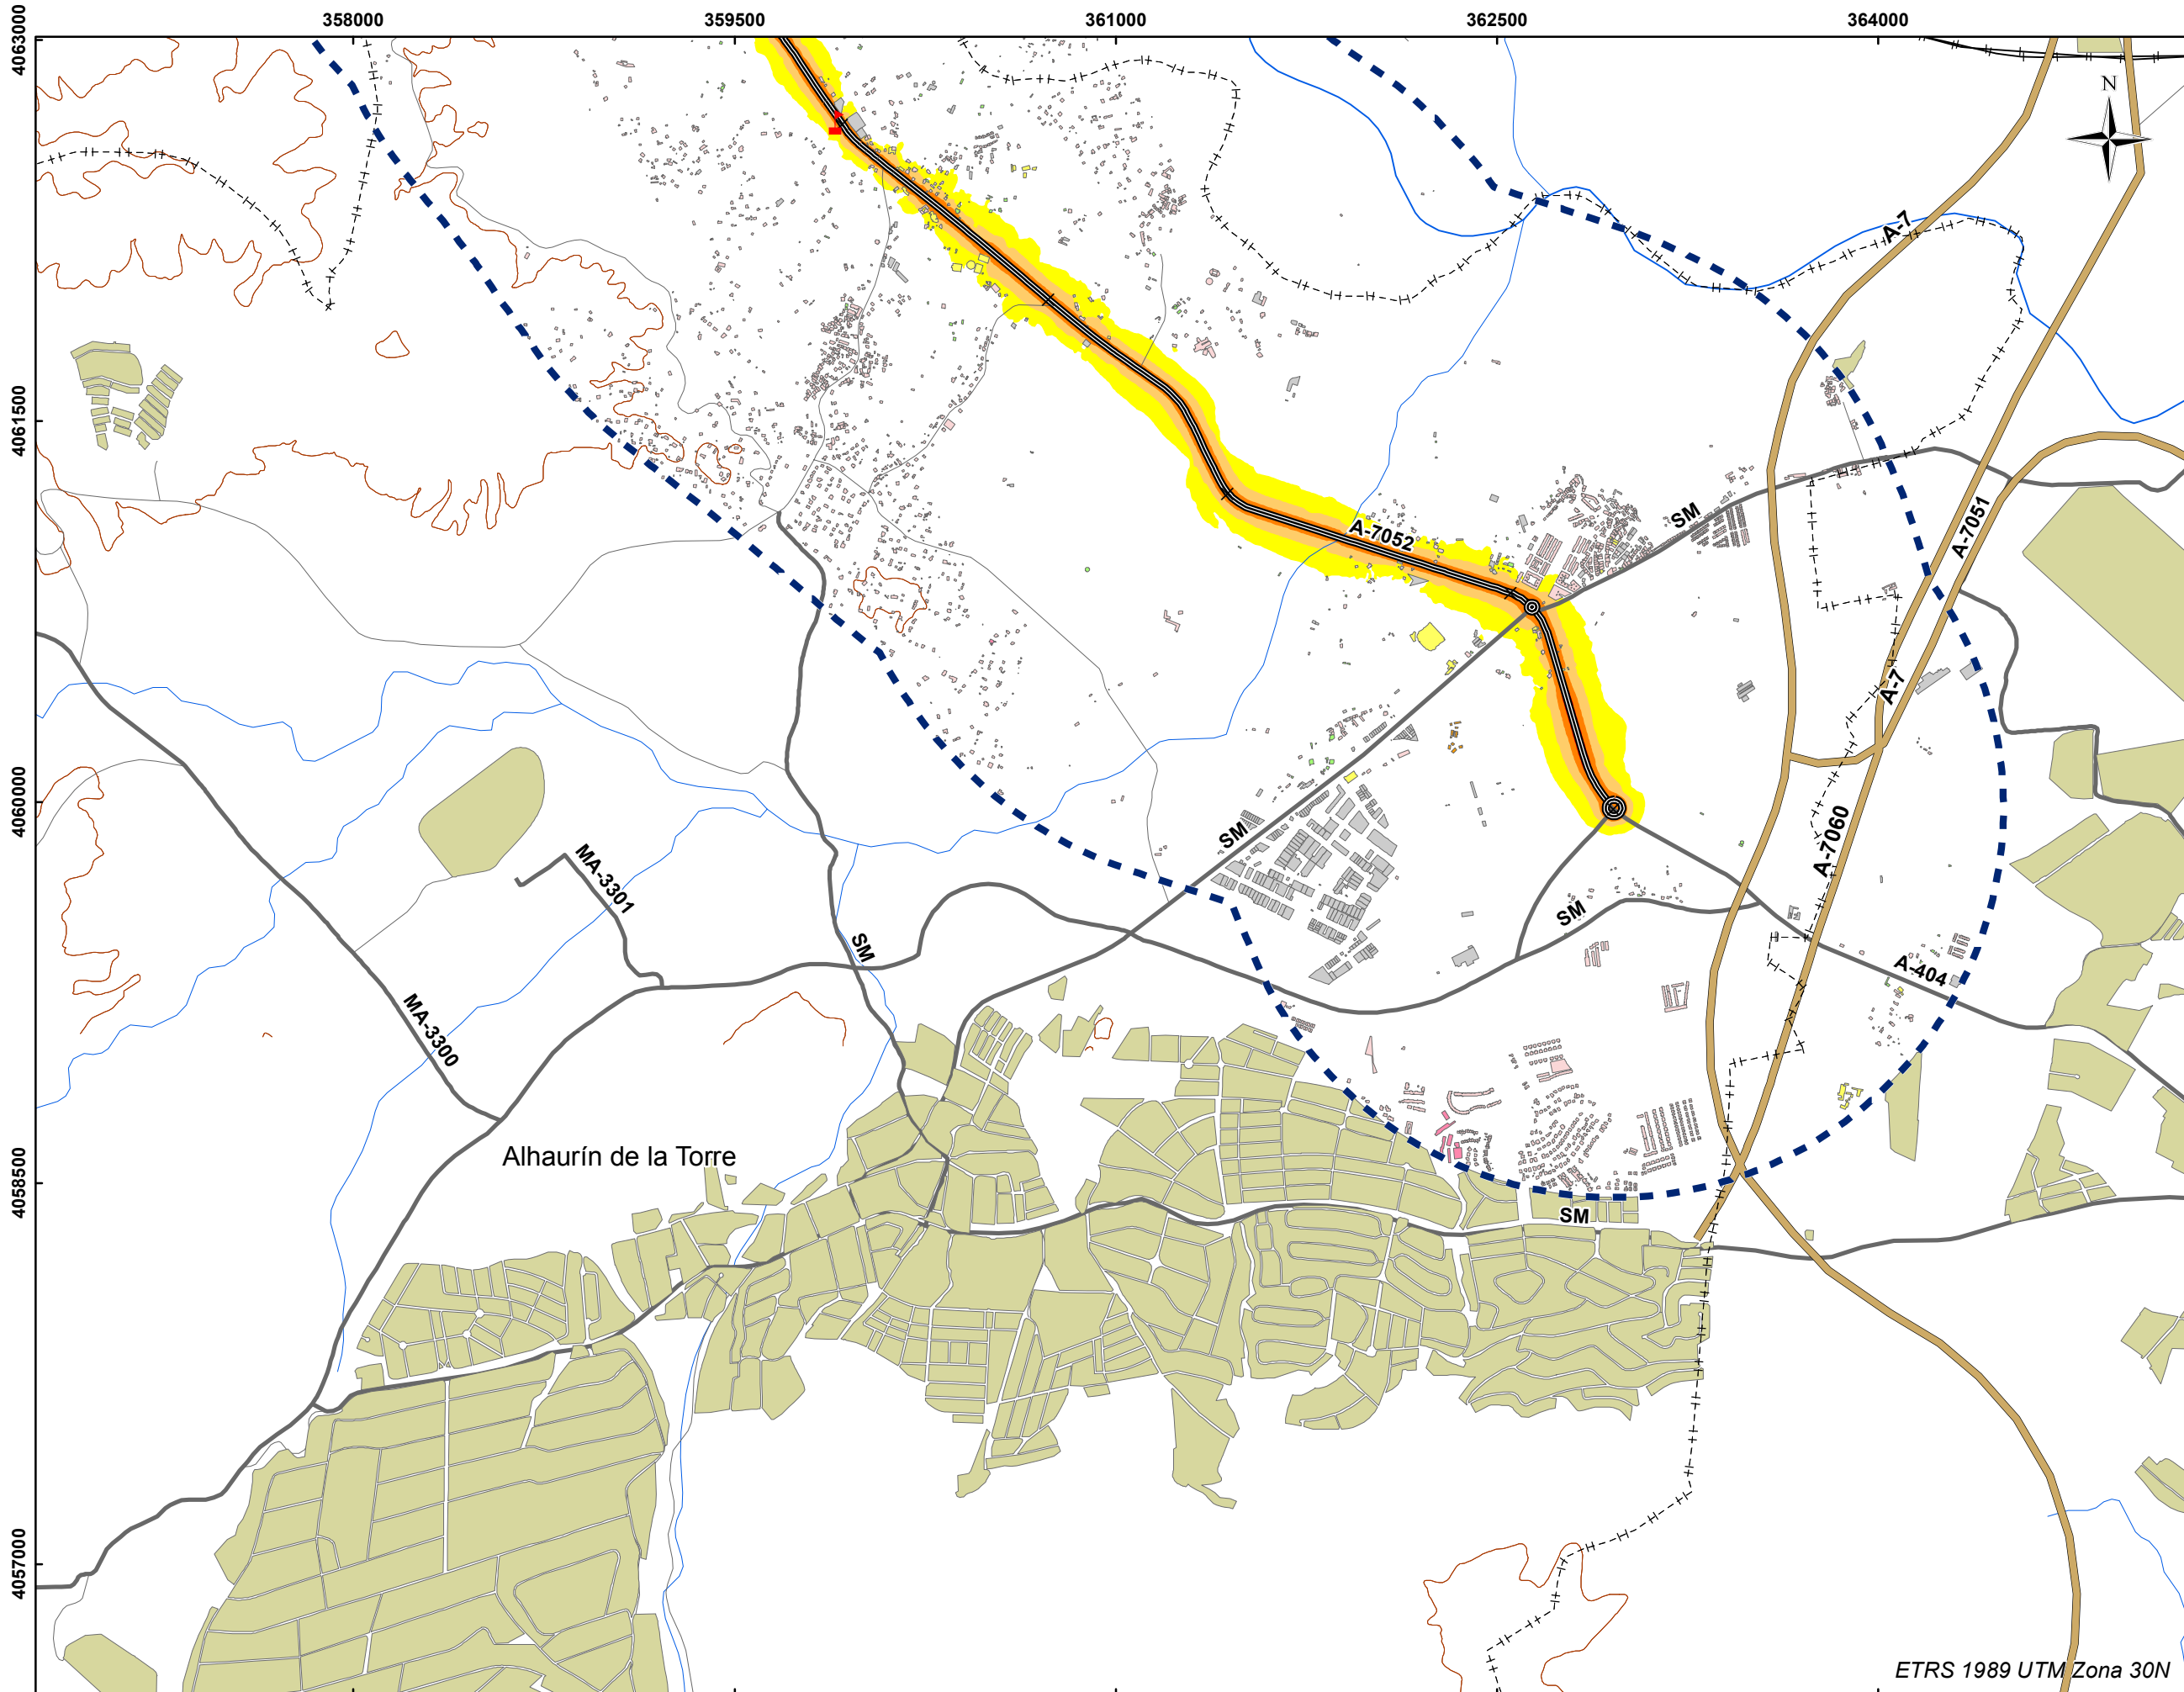 358000
359500
361000
362500
364000
4063000
N
A-7
4061500
SM
A-7051
A-7052
A-7
4060000
A-7060
SM
MA-3301
SM
SM
A-404
MA-3300
Alhaurín de la Torre
4058500
SM
4057000
ETRS 1989 UTM Zona 30N